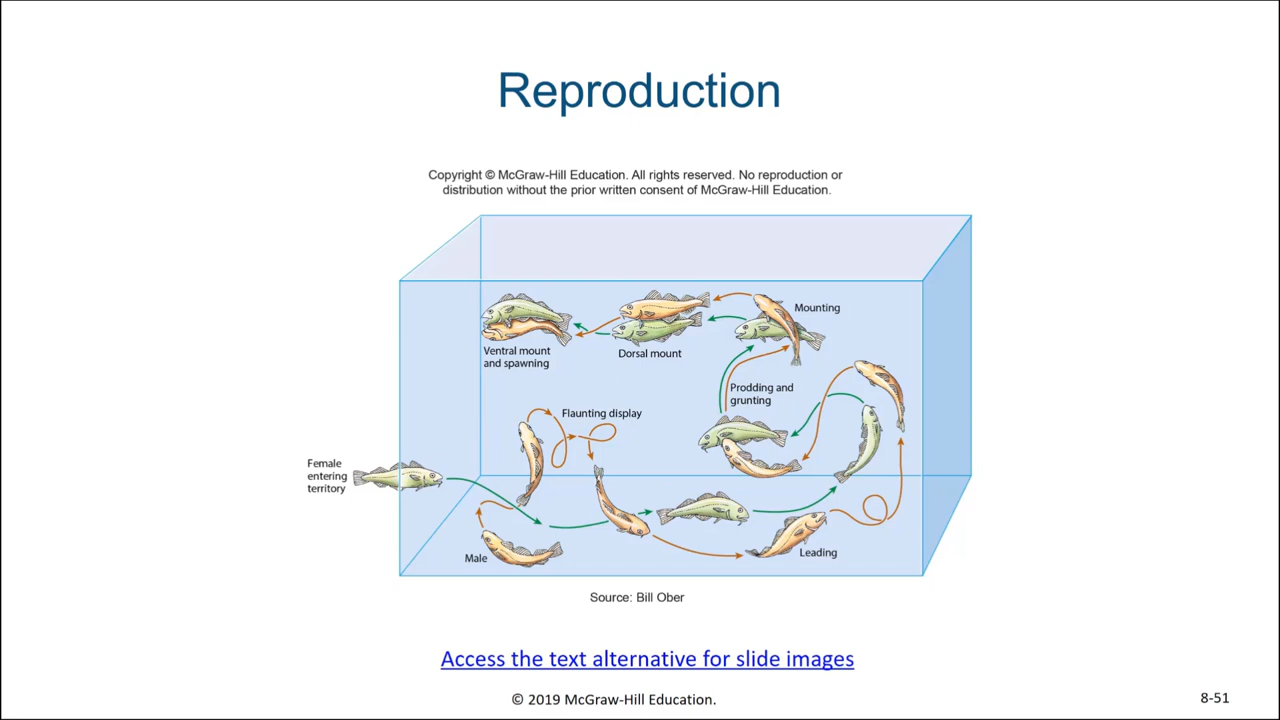 Reproduction
Copyright © McGraw-Hill Education. All rights reserved. No reproduction or
distribution without the prior written consent of McGraw-Hill Education.
Mounting
Ventral mount
and spawning
Dorsal mount
Prodding and
grunting
Flaunting display
Female
entering
territory
Male
Leading
Source: Bill Ober
Access the text alternative for slide images
© 2019 McGraw-Hill Education.
8-51